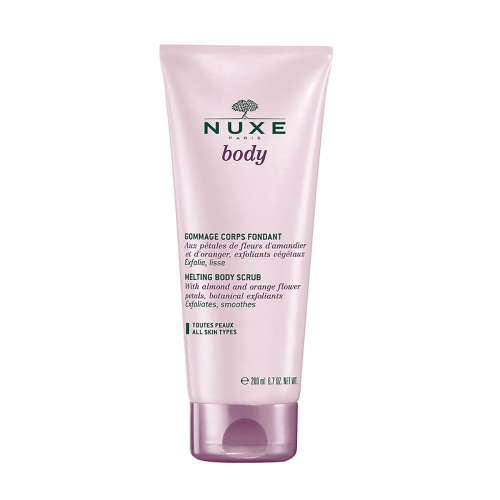 NUXE
PARIS
body
GOMMAGE CORPS FONDANT
Aux pétales de fleurs d'amandier
et d'oranger, exfoliants végétaux
Exfolie, lisse
MELTING BODY SCRUB
With almond and orange flower
petals, botanical exfoliants
Exfoliates, smoothes
TOUTES PEAUX
ALL SKIN TYPES
℮ 200 ml 6.7 OZ. NET WT.